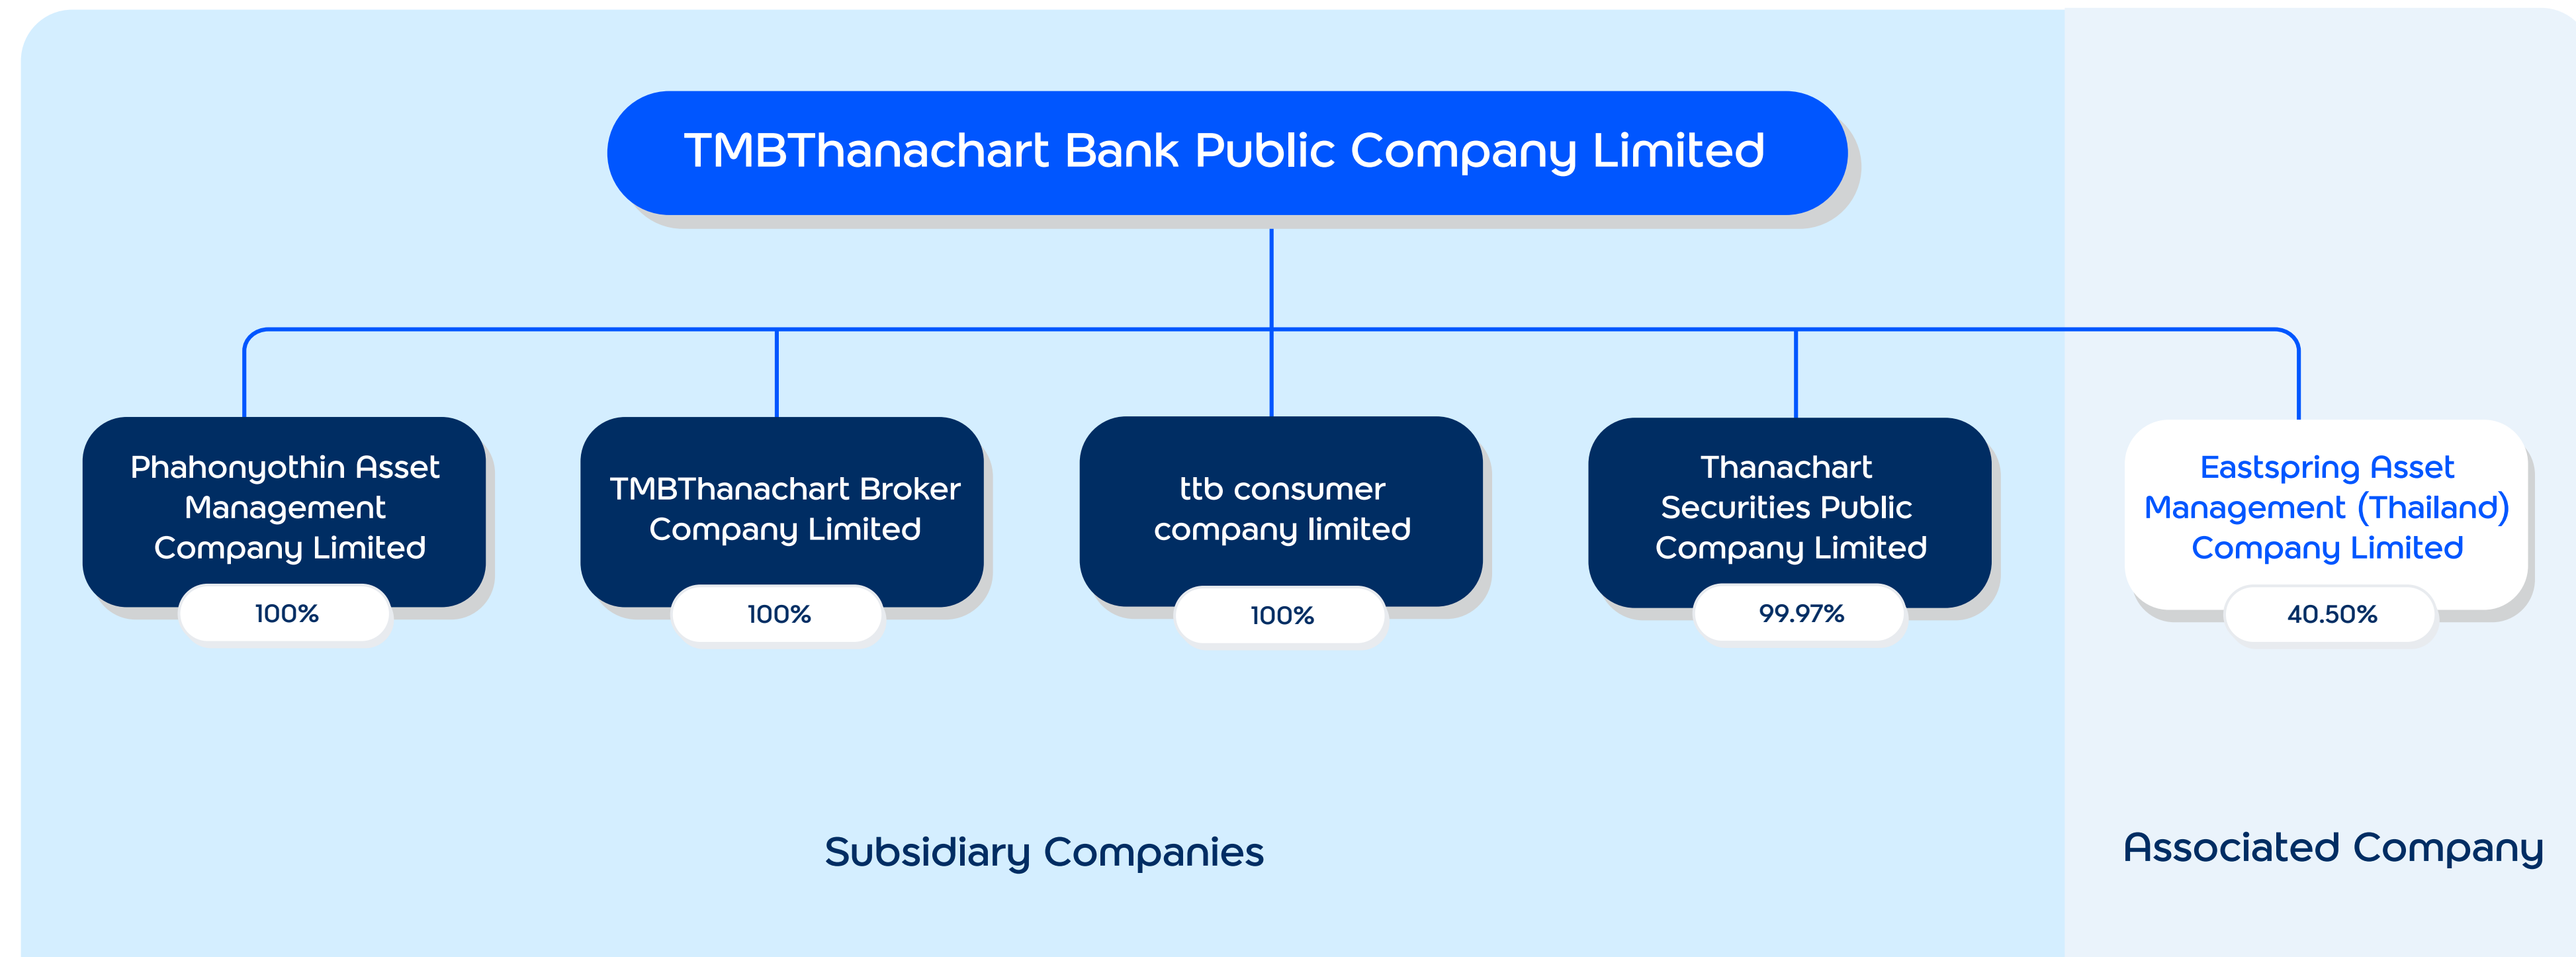 TMBThanachart Bank Public Company Limited
Phahonyothin Asset
Management
Company Limited
100%
TMBThanachart Broker
Company Limited
100%
ttb consumer
company limited
100%
Thanachart
Securities Public
Company Limited
99.97%
Eastspring Asset
Management (Thailand)
Company Limited
40.50%
Subsidiary Companies
Associated Company